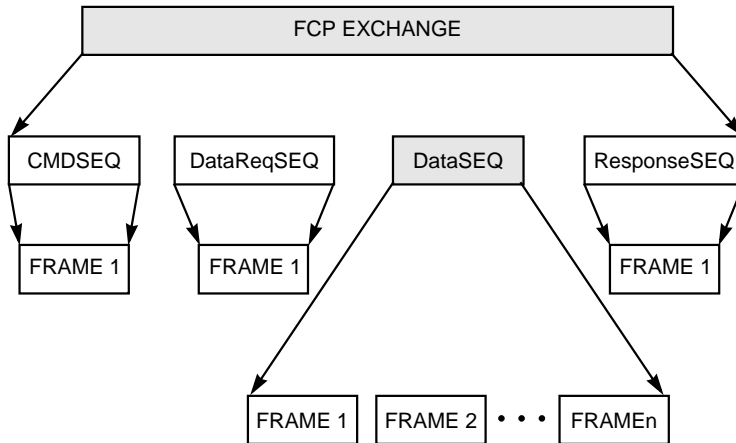 FCP EXCHANGE
CMDSEQ
DataReqSEQ
DataSEQ
ResponseSEQ
FRAME 1
FRAME 1
FRAME 1
FRAME 1
FRAME 2
• • •
FRAMEn